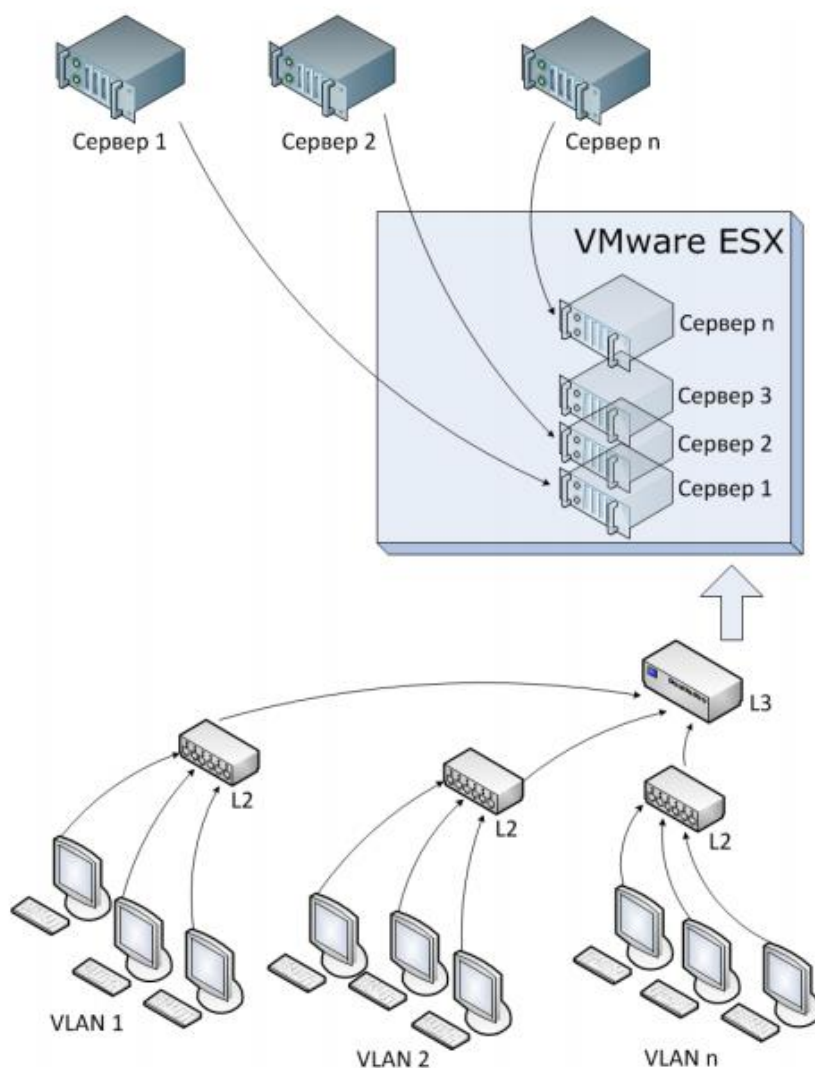 Сервер 1
Сервер 2
Сервер n
VMware ESX
Сервер n
Сервер 3
Сервер 2
Сервер 1
L3
L2
L2
L2
VLAN 1
VLAN 2
VLAN n